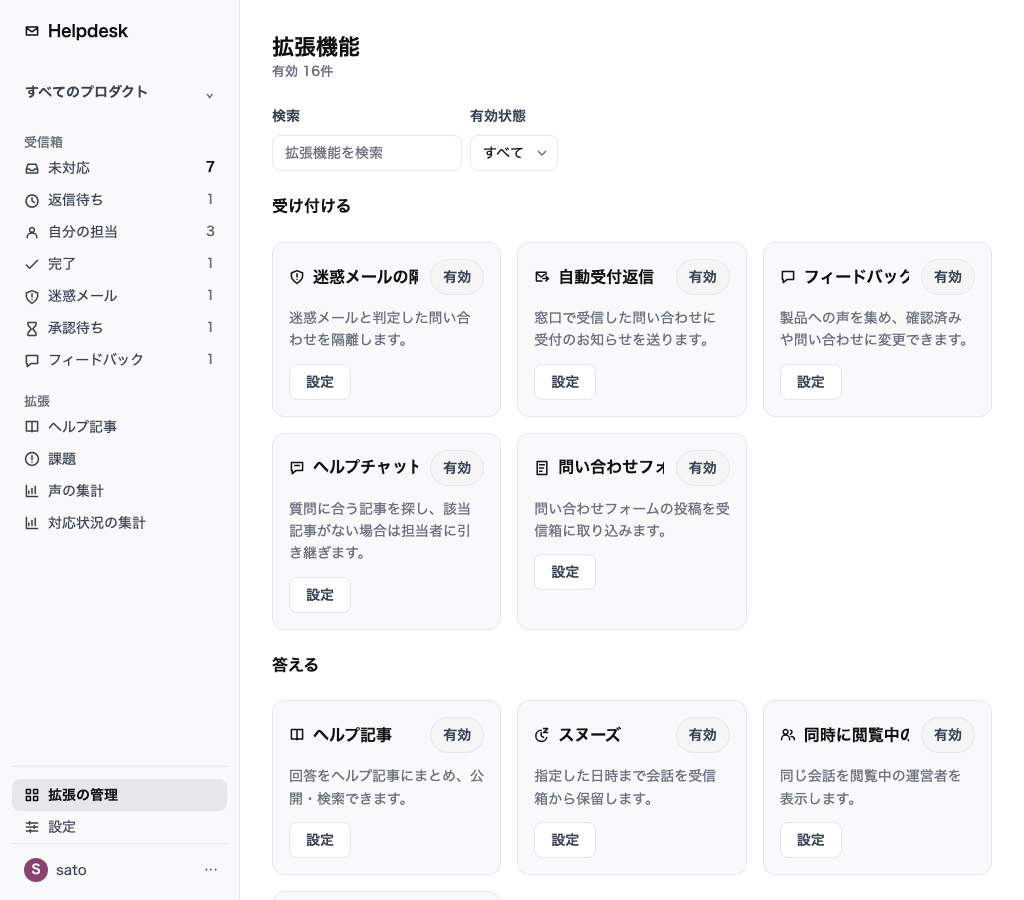 Helpdesk
すべてのプロダクト
受信箱
未対応 7
返信待ち 1
自分の担当 3
完了 1
迷惑メール 1
承認待ち 1
フィードバック 1
拡張
ヘルプ記事
課題
声の集計
対応状況の集計
拡張の管理
設定
S sato
拡張機能
有効 16件
検索 有効状態
拡張機能を検索 すべて
受け付ける
迷惑メールの隔 有効
迷惑メールと判定した問い合
わせを隔離します。
設定
自動受付返信 有効
窓口で受信した問い合わせに
受付のお知らせを送ります。
設定
フィードバック 有効
製品への声を集め、確認済み
や問い合わせに変更できます。
設定
ヘルプチャット 有効
質問に合う記事を探し、該当
記事がない場合は担当者に引
き継ぎます。
設定
問い合わせフォ 有効
問い合わせフォームの投稿を受
信箱に取り込みます。
設定
答える
ヘルプ記事 有効
回答をヘルプ記事にまとめ、公
開・検索できます。
設定
スヌーズ 有効
指定した日時まで会話を受信
箱から保留します。
設定
同時に閲覧中の 有効
同じ会話を閲覧中の運営者を
表示します。
設定